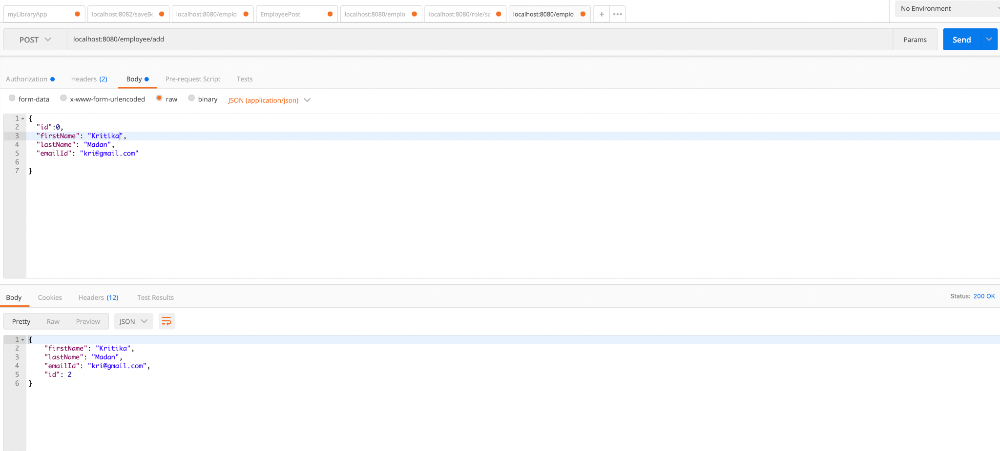 myLibraryApp localhost:8082/saveBo localhost:8080/emplo EmployeePost localhost:8080/emplo localhost:8080/role/sa localhost:8080/emplo + ••• No Environment
POST localhost:8080/employee/add Params Send
Authorization Headers (2) Body Pre-request Script Tests
form-data x-www-form-urlencoded raw binary JSON (application/json)
1 {
2 "id":0,
3 "firstName": "Kritika",
4 "lastName": "Madan",
5 "emailId": "kri@gmail.com"
6
7 }
Body Cookies Headers (12) Test Results Status: 200 OK
Pretty Raw Preview JSON
1 {
2 "firstName": "Kritika",
3 "lastName": "Madan",
4 "emailId": "kri@gmail.com",
5 "id": 2
6 }